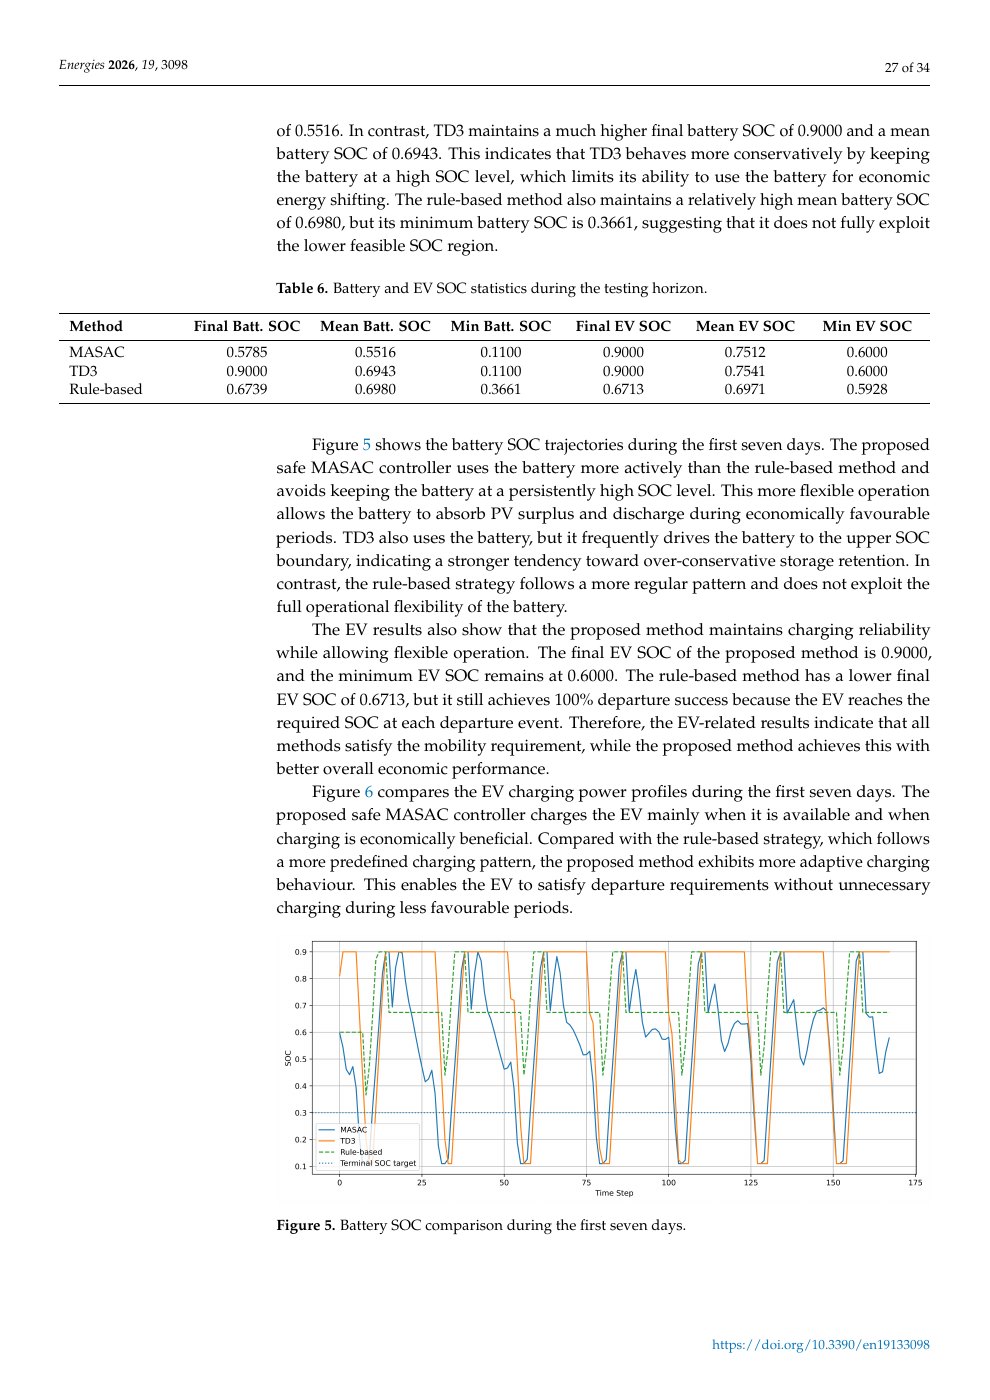 Energies 2026, 19, 3098
27 of 34
of 0.5516. In contrast, TD3 maintains a much higher final battery SOC of 0.9000 and a mean
battery SOC of 0.6943. This indicates that TD3 behaves more conservatively by keeping
the battery at a high SOC level, which limits its ability to use the battery for economic
energy shifting. The rule-based method also maintains a relatively high mean battery SOC
of 0.6980, but its minimum battery SOC is 0.3661, suggesting that it does not fully exploit
the lower feasible SOC region.
Table 6. Battery and EV SOC statistics during the testing horizon.
Method Final Batt. SOC Mean Batt. SOC Min Batt. SOC Final EV SOC Mean EV SOC Min EV SOC
MASAC 0.5785 0.5516 0.1100 0.9000 0.7512 0.6000
TD3 0.9000 0.6943 0.1100 0.9000 0.7541 0.6000
Rule-based 0.6739 0.6980 0.3661 0.6713 0.6971 0.5928
Figure 5 shows the battery SOC trajectories during the first seven days. The proposed
safe MASAC controller uses the battery more actively than the rule-based method and
avoids keeping the battery at a persistently high SOC level. This more flexible operation
allows the battery to absorb PV surplus and discharge during economically favourable
periods. TD3 also uses the battery, but it frequently drives the battery to the upper SOC
boundary, indicating a stronger tendency toward over-conservative storage retention. In
contrast, the rule-based strategy follows a more regular pattern and does not exploit the
full operational flexibility of the battery.
The EV results also show that the proposed method maintains charging reliability
while allowing flexible operation. The final EV SOC of the proposed method is 0.9000,
and the minimum EV SOC remains at 0.6000. The rule-based method has a lower final
EV SOC of 0.6713, but it still achieves 100% departure success because the EV reaches the
required SOC at each departure event. Therefore, the EV-related results indicate that all
methods satisfy the mobility requirement, while the proposed method achieves this with
better overall economic performance.
Figure 6 compares the EV charging power profiles during the first seven days. The
proposed safe MASAC controller charges the EV mainly when it is available and when
charging is economically beneficial. Compared with the rule-based strategy, which follows
a more predefined charging pattern, the proposed method exhibits more adaptive charging
behaviour. This enables the EV to satisfy departure requirements without unnecessary
charging during less favourable periods.
0.9
0.8
0.7
0.6
0.5
0.4
0.3
0.2
0.1
SOC
MASAC
TD3
Rule-based
Terminal SOC target
0 25 50 75 100 125 150 175
Time Step
Figure 5. Battery SOC comparison during the first seven days.
https://doi.org/10.3390/en19133098